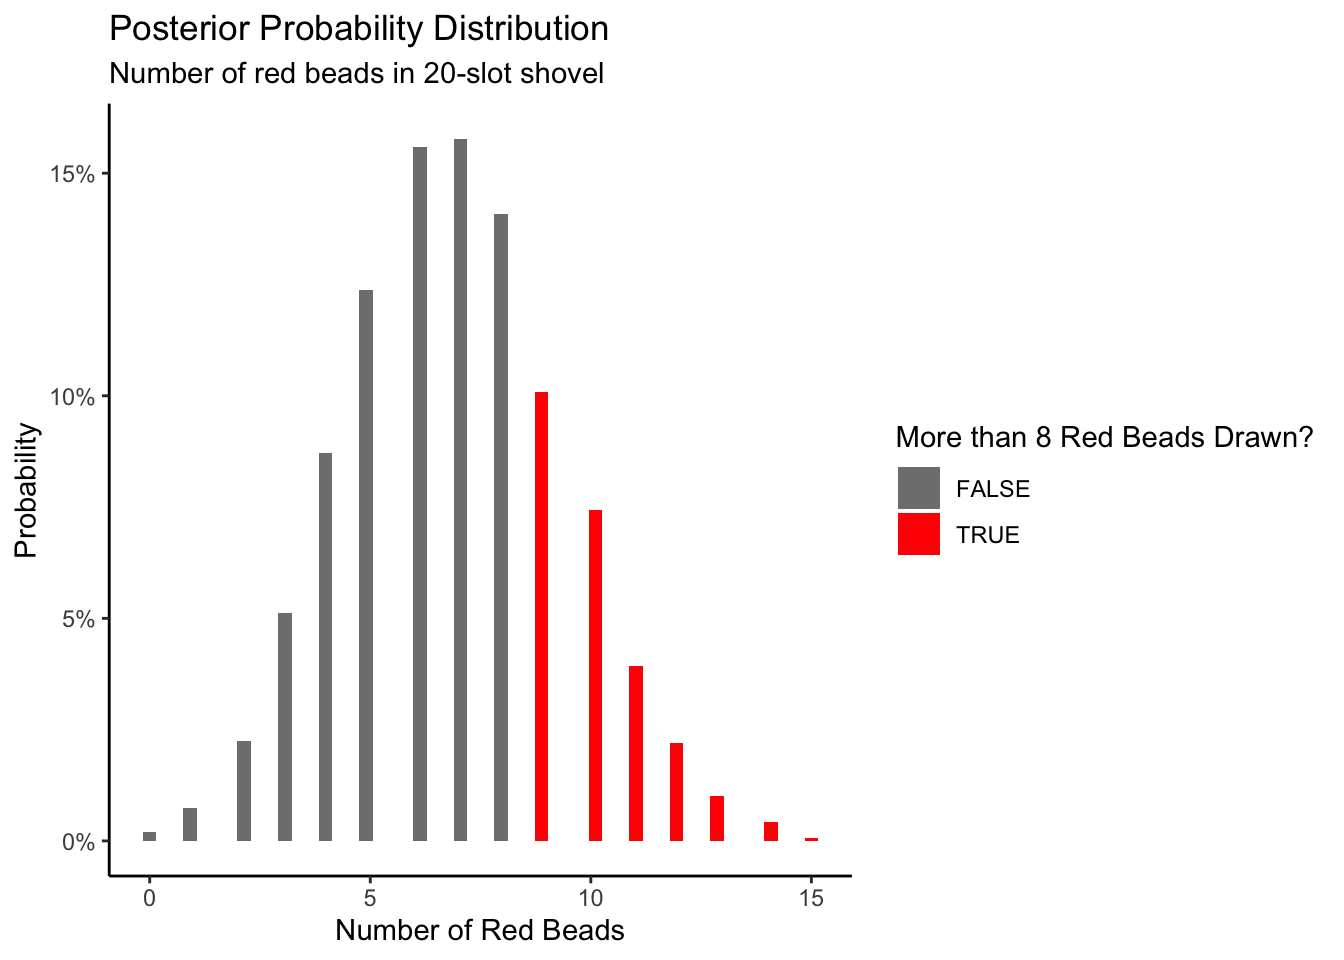 Posterior Probability Distribution
Number of red beads in 20-slot shovel
Probability
15%
10%
5%
0%
0 5 10 15
Number of Red Beads
More than 8 Red Beads Drawn?
FALSE
TRUE